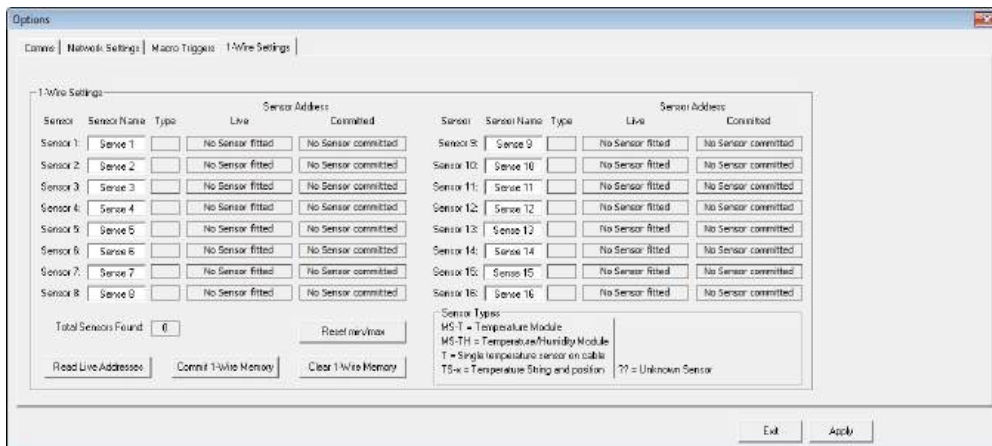 Options
Comms Network Settings Macro Triggers 1-Wire Settings
1-Wire Settings
Sensor Address Sensor Address
Sensor Sensor Name Type Live Committed Sensor Sensor Name Type Live Committed
Sensor 1: Sense 1 No Sensor fitted No Sensor committed Sensor 9: Sense 9 No Sensor fitted No Sensor committed
Sensor 2: Sense 2 No Sensor fitted No Sensor committed Sensor 10: Sense 10 No Sensor fitted No Sensor committed
Sensor 3: Sense 3 No Sensor fitted No Sensor committed Sensor 11: Sense 11 No Sensor fitted No Sensor committed
Sensor 4: Sense 4 No Sensor fitted No Sensor committed Sensor 12: Sense 12 No Sensor fitted No Sensor committed
Sensor 5: Sense 5 No Sensor fitted No Sensor committed Sensor 13: Sense 13 No Sensor fitted No Sensor committed
Sensor 6: Sense 6 No Sensor fitted No Sensor committed Sensor 14: Sense 14 No Sensor fitted No Sensor committed
Sensor 7: Sense 7 No Sensor fitted No Sensor committed Sensor 15: Sense 15 No Sensor fitted No Sensor committed
Sensor 8: Sense 8 No Sensor fitted No Sensor committed Sensor 16: Sense 16 No Sensor fitted No Sensor committed
Total Sensors Found: 0 Reset min/max
Read Live Addresses Commit 1-Wire Memory Clear 1-Wire Memory
Sensor Types
MS-T = Temperature Module
MS-TH = Temperature/Humidity Module
T = Single temperature sensor on cable
TS-x = Temperature String and position ?? = Unknown Sensor
Exit Apply